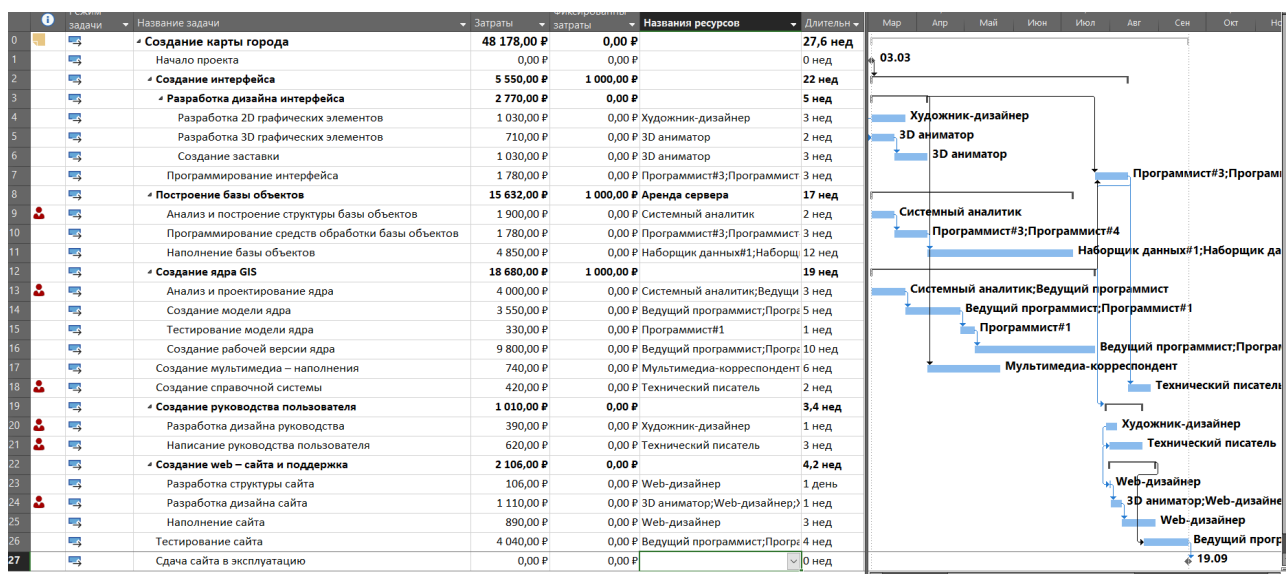 Режим задачи Название задачи Затраты Фиксированны затраты Названия ресурсов Длительн Мар Апр Май Июн Июл Авг Сен Окт Но
0 Создание карты города 48 178,00 ₽ 0,00 ₽ 27,6 нед
1 Начало проекта 0,00 ₽ 0,00 ₽ 0 нед 03.03
2 Создание интерфейса 5 550,00 ₽ 1 000,00 ₽ 22 нед
3 Разработка дизайна интерфейса 2 770,00 ₽ 0,00 ₽ 5 нед
4 Разработка 2D графических элементов 1 030,00 ₽ 0,00 ₽ Художник-дизайнер 3 нед Художник-дизайнер
5 Разработка 3D графических элементов 710,00 ₽ 0,00 ₽ 3D аниматор 2 нед 3D аниматор
6 Создание заставки 1 030,00 ₽ 0,00 ₽ 3D аниматор 3 нед 3D аниматор
7 Программирование интерфейса 1 780,00 ₽ 0,00 ₽ Программист#3;Программист 3 нед Программист#3;Програм
8 Построение базы объектов 15 632,00 ₽ 1 000,00 ₽ Аренда сервера 17 нед
9 Анализ и построение структуры базы объектов 1 900,00 ₽ 0,00 ₽ Системный аналитик 2 нед Системный аналитик
10 Программирование средств обработки базы объектов 1 780,00 ₽ 0,00 ₽ Программист#3;Программист 3 нед Программист#3;Программист#4
11 Наполнение базы объектов 4 850,00 ₽ 0,00 ₽ Наборщик данных#1;Наборщ 12 нед Наборщик данных#1;Наборщик да
12 Создание ядра GIS 18 680,00 ₽ 1 000,00 ₽ 19 нед
13 Анализ и проектирование ядра 4 000,00 ₽ 0,00 ₽ Системный аналитик;Ведущи 3 нед Системный аналитик;Ведущий программист
14 Создание модели ядра 3 550,00 ₽ 0,00 ₽ Ведущий программист;Програ 5 нед Ведущий программист;Программист#1
15 Тестирование модели ядра 330,00 ₽ 0,00 ₽ Программист#1 1 нед Программист#1
16 Создание рабочей версии ядра 9 800,00 ₽ 0,00 ₽ Ведущий программист;Програ 10 нед Ведущий программист;Програм
17 Создание мультимедиа – наполнения 740,00 ₽ 0,00 ₽ Мультимедиа-корреспондент 6 нед Мультимедиа-корреспондент
18 Создание справочной системы 420,00 ₽ 0,00 ₽ Технический писатель 2 нед Технический писатель
19 Создание руководства пользователя 1 010,00 ₽ 0,00 ₽ 3,4 нед
20 Разработка дизайна руководства 390,00 ₽ 0,00 ₽ Художник-дизайнер 1 нед Художник-дизайнер
21 Написание руководства пользователя 620,00 ₽ 0,00 ₽ Технический писатель 3 нед Технический писатель
22 Создание web – сайта и поддержка 2 106,00 ₽ 0,00 ₽ 4,2 нед
23 Разработка структуры сайта 106,00 ₽ 0,00 ₽ Web-дизайнер 1 день Web-дизайнер
24 Разработка дизайна сайта 1 110,00 ₽ 0,00 ₽ 3D аниматор;Web-дизайнер; 1 нед 3D аниматор;Web-дизайне
25 Наполнение сайта 890,00 ₽ 0,00 ₽ Web-дизайнер 3 нед Web-дизайнер
26 Тестирование сайта 4 040,00 ₽ 0,00 ₽ Ведущий программист;Програ 4 нед Ведущий прогр
27 Сдача сайта в эксплуатацию 0,00 ₽ 0,00 ₽ 0 нед 19.09